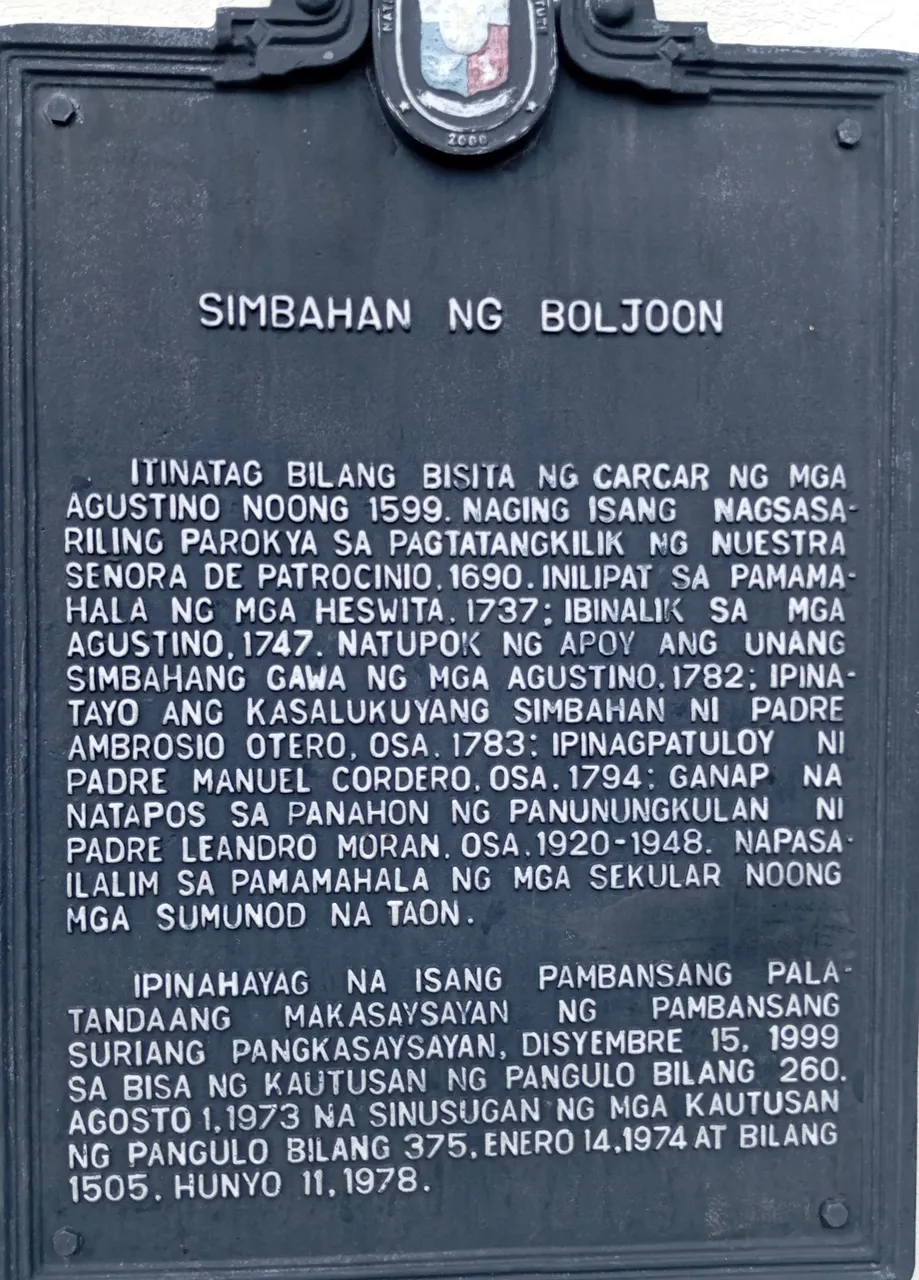 2000
SIMBAHAN NG BOLJOON
ITINATAG BILANG BISITA NG CARCAR NG MGA
AGUSTINO NOONG 1599. NAGING ISANG NAGSASA-
RILING PAROKYA SA PAGTATANGKILIK NG NUESTRA
SENORA DE PATROCINIO, 1690. INILIPAT SA PAMAMA-
HALA NG MGA HESWITA, 1737; IBINALIK SA MGA
AGUSTINO, 1747. NATUPOK NG APOY ANG UNANG
SIMBAHANG GAWA NG MGA AGUSTINO, 1782; IPINA-
TAYO ANG KASALUKUYANG SIMBAHAN NI PADRE
AMBROSIO OTERO, OSA, 1783; IPINAGPATULOY NI
PADRE MANUEL CORDERO, OSA, 1794; GANAP NA
NATAPOS SA PANAHON NG PANUNUNGKULAN NI
PADRE LEANDRO MORAN, OSA, 1920-1948. NAPASA-
ILALIM SA PAMAMAHALA NG MGA SEKULAR NOONG
MGA SUMUNOD NA TAON.
IPINAHAYAG NA ISANG PAMBANSANG PALA-
TANDAANG MAKASAYSAYAN NG PAMBANSANG
SURIANG PANGKASAYSAYAN, DISYEMBRE 15, 1999
SA BISA NG KAUTUSAN NG PANGULO BILANG 260,
AGOSTO 1, 1973 NA SINUSUGAN NG MGA KAUTUSAN
NG PANGULO BILANG 375, ENERO 14, 1974 AT BILANG
1505, HUNYO 11, 1978.